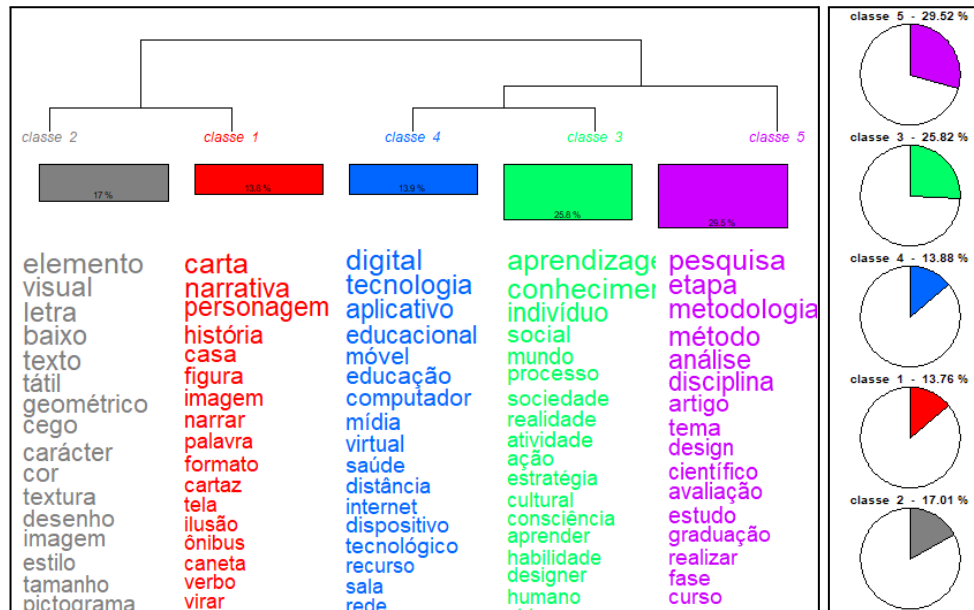 classe 2
classe 1
classe 4
classe 3
classe 5
17 %
13.8 %
13.9 %
25.8 %
29.5 %
elemento
visual
letra
baixo
texto
tátil
geométrico
cego
carácter
cor
textura
desenho
imagem
estilo
tamanho
pictograma
carta
narrativa
personagem
história
casa
figura
imagem
narrar
palavra
formato
cartaz
tela
ilusão
ônibus
caneta
verbo
virar
digital
tecnologia
aplicativo
educacional
móvel
educação
computador
mídia
virtual
saúde
distância
internet
dispositivo
tecnológico
recurso
sala
rede
aprendizage
conhecimen
indivíduo
social
mundo
processo
sociedade
realidade
atividade
ação
estratégia
cultural
consciência
aprender
habilidade
designer
humano
pesquisa
etapa
metodologia
método
análise
disciplina
artigo
tema
design
científico
avaliação
estudo
graduação
realizar
fase
curso
classe 5 - 29.52 %
classe 3 - 25.82 %
classe 4 - 13.88 %
classe 1 - 13.76 %
classe 2 - 17.01 %